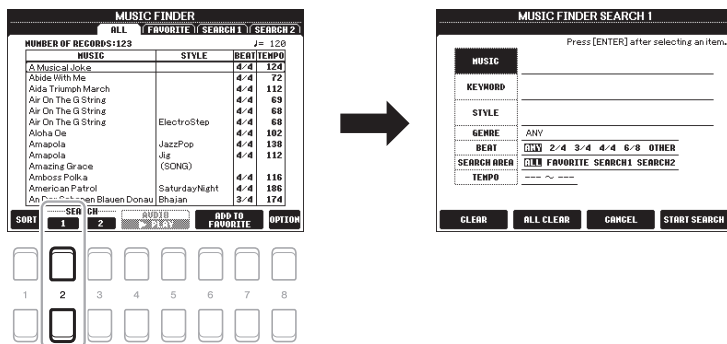 MUSIC FINDER
ALL FAVORITE SEARCH 1 SEARCH 2
NUMBER OF RECORDS:123 ♩= 120
MUSIC STYLE BEAT TEMPO
A Musical Joke 4/4 124
Abide With Me 4/4 72
Aida Triumph March 4/4 112
Air On The G String 4/4 69
Air On The G String 4/4 68
Air On The G String ElectroStep 4/4 68
Aloha Oe 4/4 102
Amapola JazzPop 4/4 138
Amapola Jig 4/4 112
Amazing Grace (SONG)
Amboss Polka 4/4 116
American Patrol SaturdayNight 4/4 186
An Der Schonen Blauen Donau Bhajan 3/4 174
SORT SEARCH 1 2 AUDIO ▶ PLAY ADD TO FAVORITE OPTION
1 2 3 4 5 6 7 8
MUSIC FINDER SEARCH 1
Press [ENTER] after selecting an item.
MUSIC
KEYWORD
STYLE
GENRE ANY
BEAT ANY 2/4 3/4 4/4 6/8 OTHER
SEARCH AREA ALL FAVORITE SEARCH1 SEARCH2
TEMPO --- ~ ---
CLEAR ALL CLEAR CANCEL START SEARCH